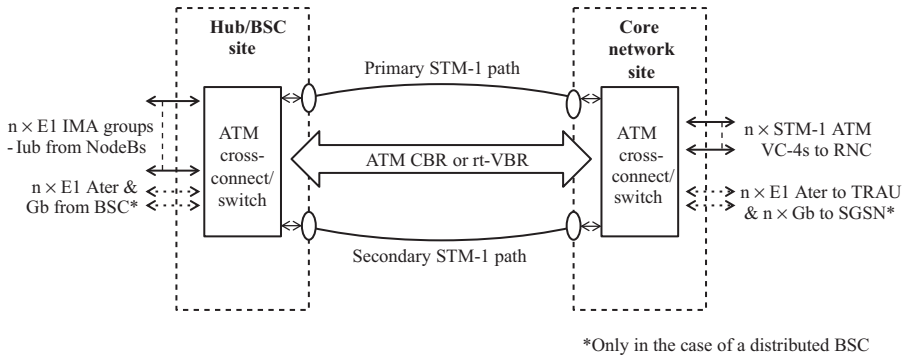 Hub/BSC
site
Core
network
site
Primary STM-1 path
n × E1 IMA groups
- Iub from NodeBs
ATM
cross-
connect/
switch
ATM CBR or rt-VBR
ATM
cross-
connect/
switch
n × STM-1 ATM
VC-4s to RNC
n × E1 Ater &
Gb from BSC*
n × E1 Ater to TRAU
& n × Gb to SGSN*
Secondary STM-1 path
*Only in the case of a distributed BSC